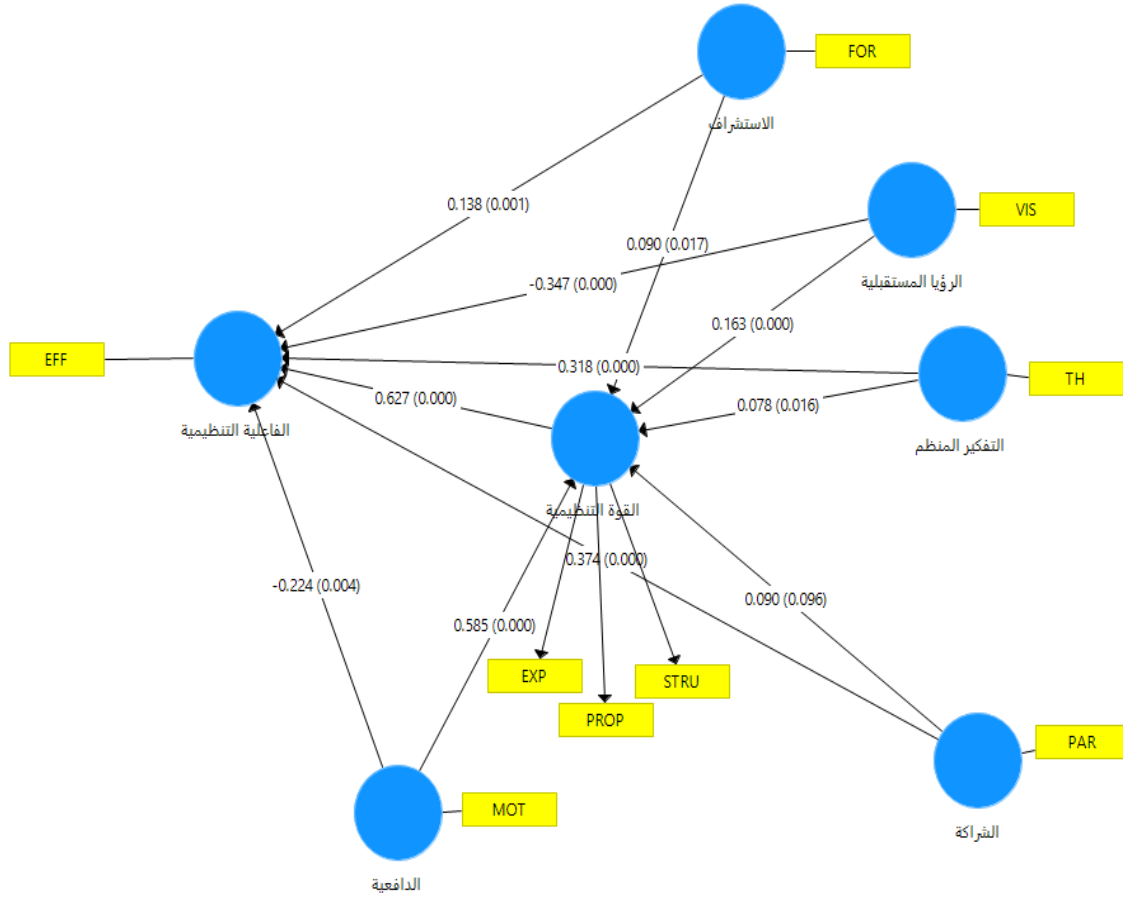 FOR
الاستشراف
VIS
0.138 (0.001)
0.090 (0.017)
-0.347 (0.000)
الرؤيا المستقبلية
0.163 (0.000)
EFF
0.318 (0.000)
TH
0.627 (0.000)
0.078 (0.016)
الفاعلية التنظيمية
التفكير المنظم
القوة التنظيمية
0.374 (0.000)
-0.224 (0.004)
0.090 (0.096)
0.585 (0.000)
EXP
STRU
PROP
PAR
MOT
الشراكة
الدافعية